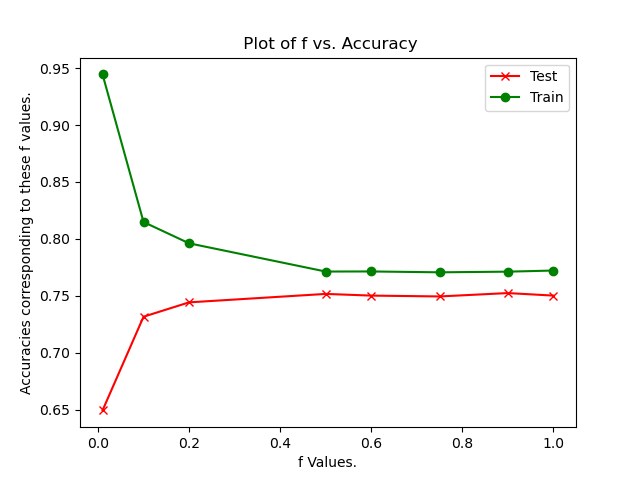 Plot of f vs. Accuracy
Test
Train
Accuracies corresponding to these f values.
0.95
0.90
0.85
0.80
0.75
0.70
0.65
0.0 0.2 0.4 0.6 0.8 1.0
f Values.